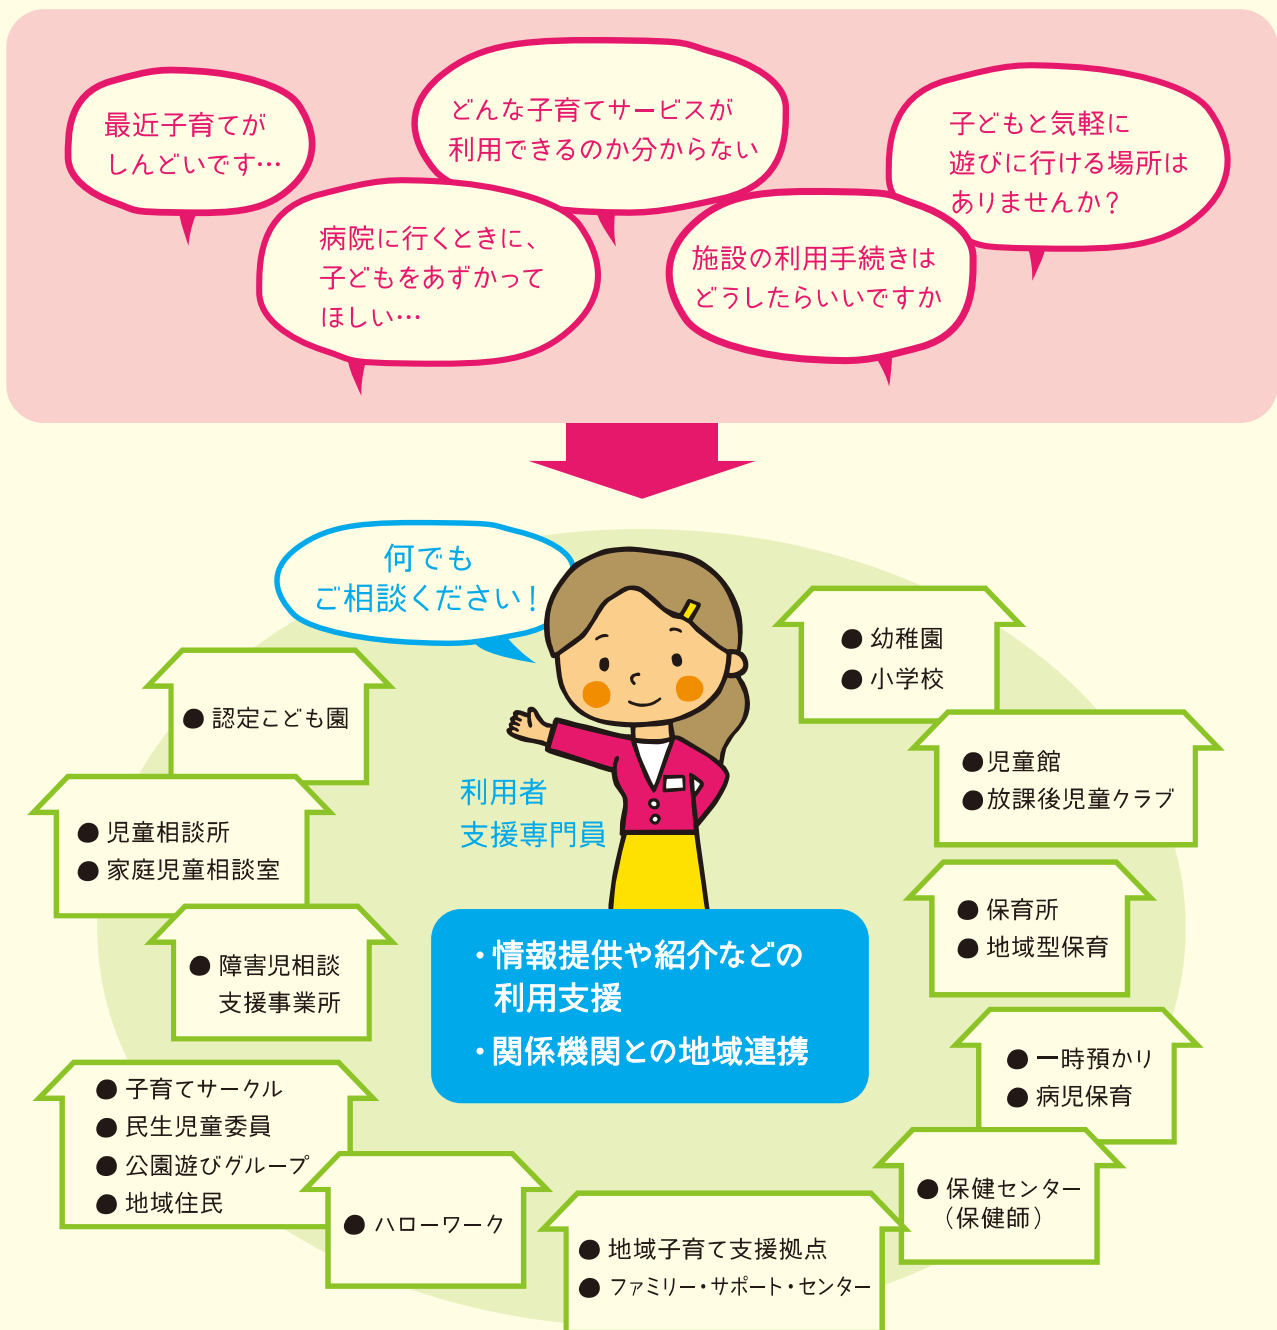 最近子育てが
しんどいです…
どんな子育てサービスが
利用できるのか分からない
子どもと気軽に
遊びに行ける場所は
ありませんか？
病院に行くときに、
子どもをあずかって
ほしい…
施設の利用手続きは
どうしたらいいですか
何でも
ご相談ください！
利用者
支援専門員
・情報提供や紹介などの
利用支援
・関係機関との地域連携
●認定こども園
●児童相談所
●家庭児童相談室
●障害児相談
支援事業所
●子育てサークル
●民生児童委員
●公園遊びグループ
●地域住民
●ハローワーク
●地域子育て支援拠点
●ファミリー・サポート・センター
●幼稚園
●小学校
●児童館
●放課後児童クラブ
●保育所
●地域型保育
●一時預かり
●病児保育
●保健センター
（保健師）